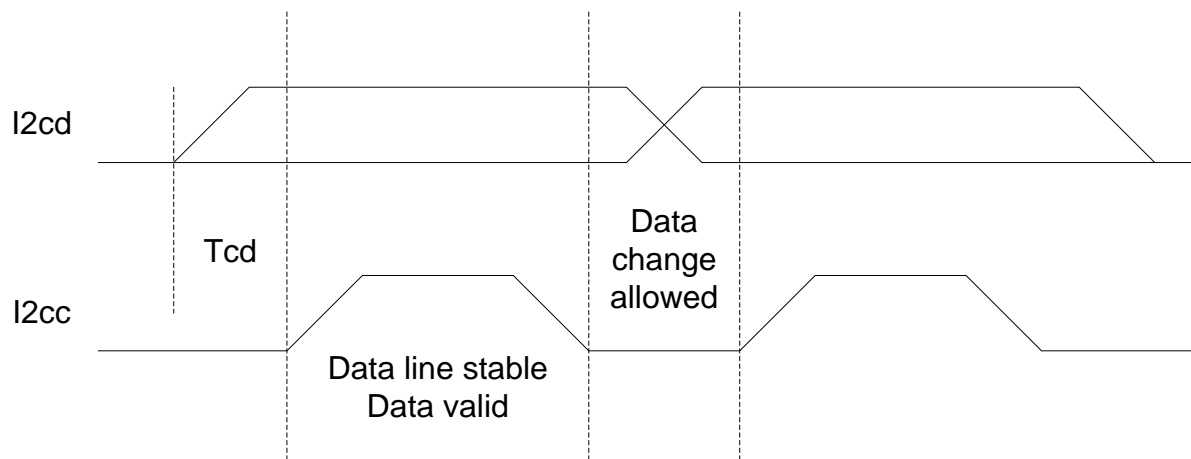 I2cd
Tcd
Data
change
allowed
I2cc
Data line stable
Data valid